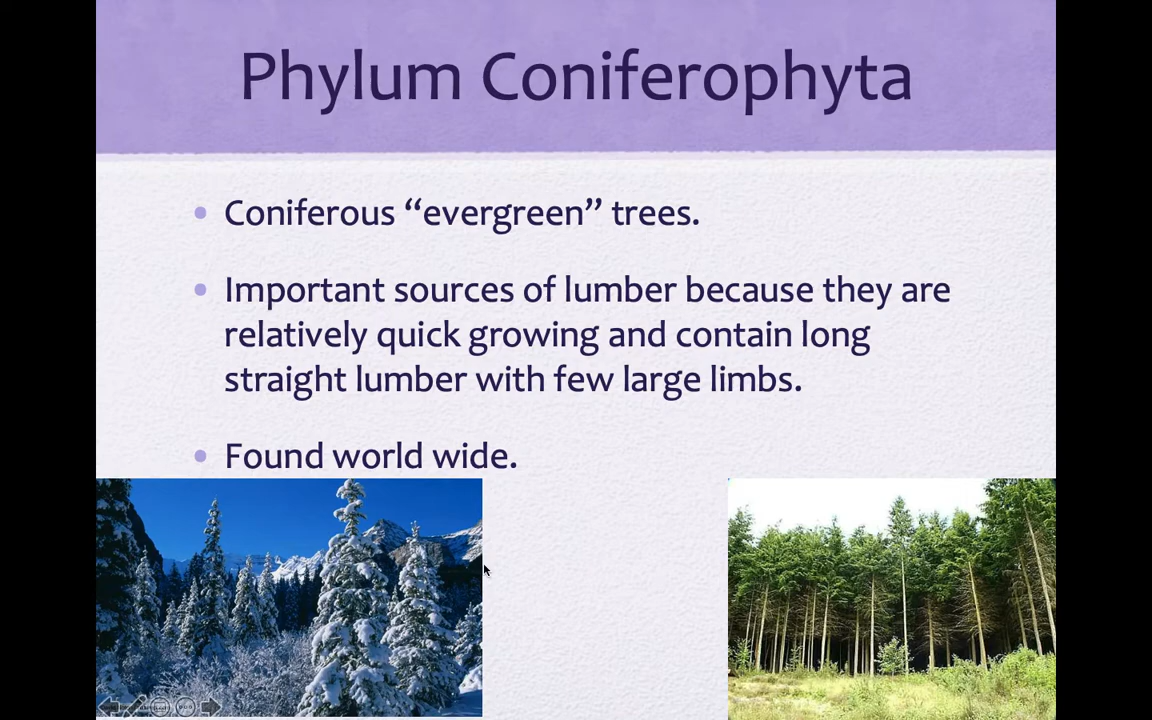 Phylum Coniferophyta
• Coniferous “evergreen” trees.
• Important sources of lumber because they are
relatively quick growing and contain long
straight lumber with few large limbs.
• Found world wide.